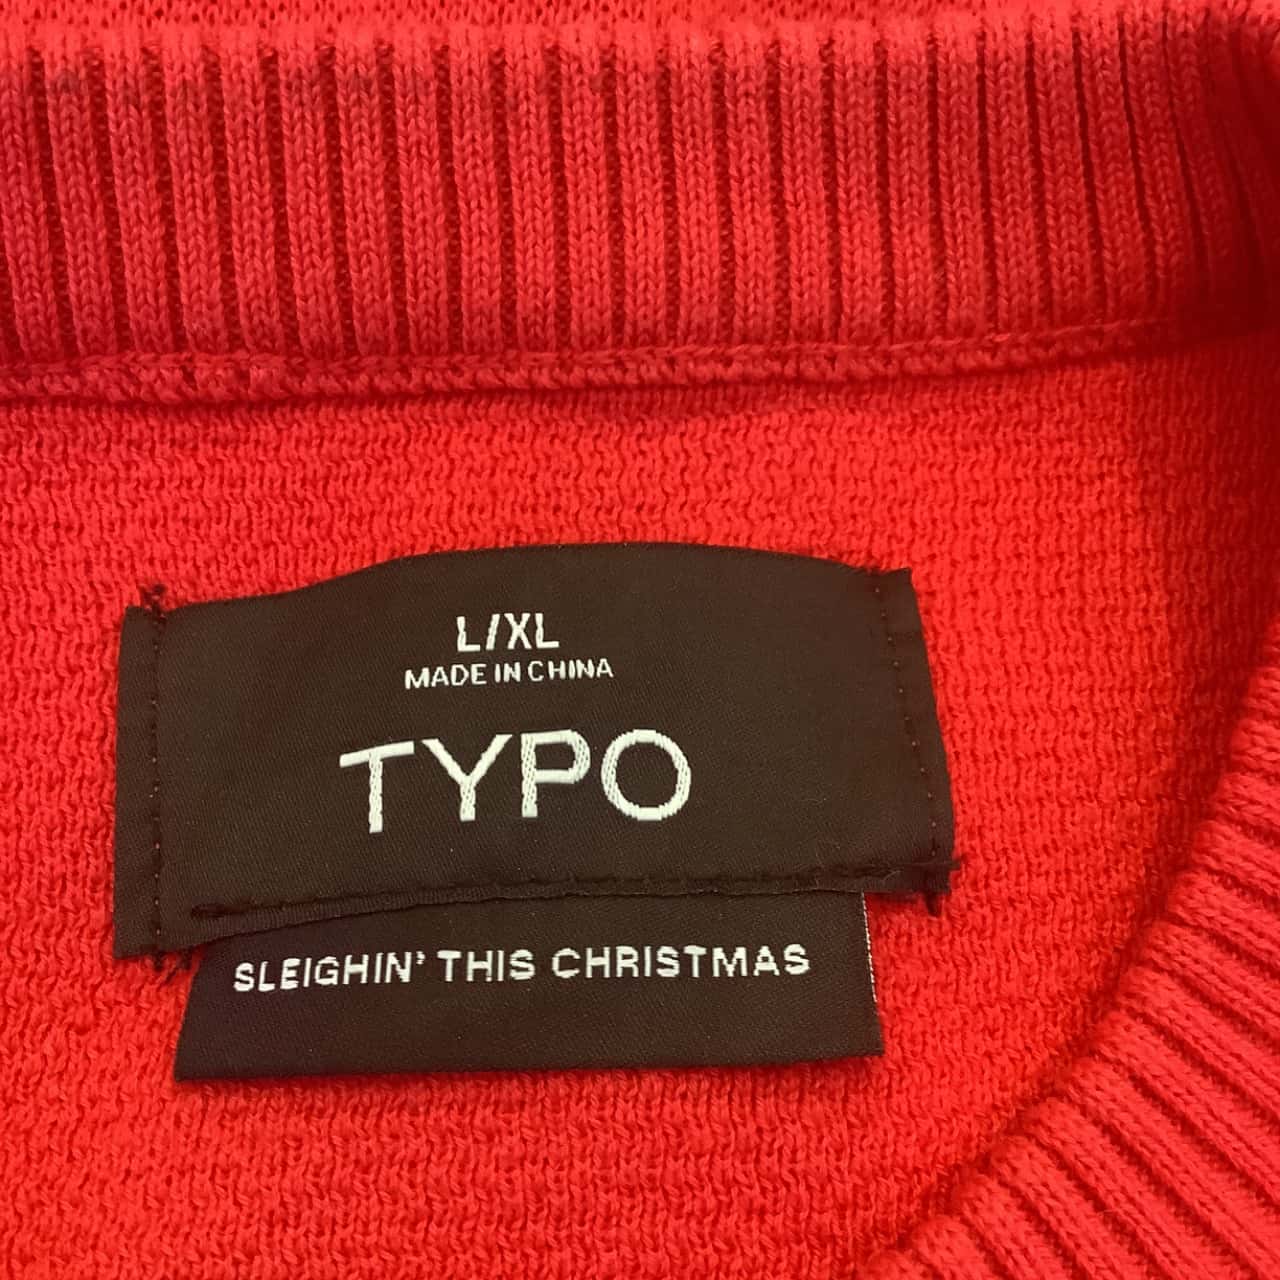 L/XL
MADE IN CHINA
TYPO
SLEIGHIN' THIS CHRISTMAS